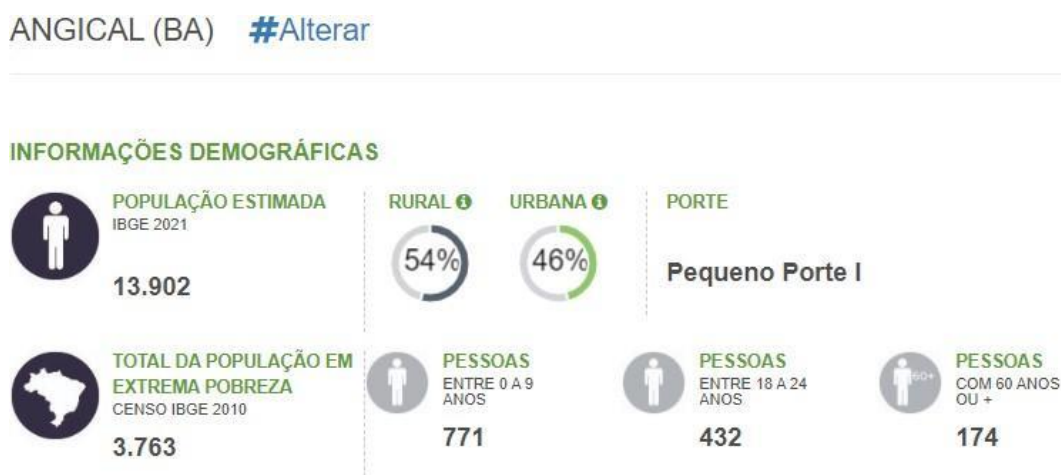 ANGICAL (BA) #Alterar
INFORMAÇÕES DEMOGRÁFICAS
POPULAÇÃO ESTIMADA
IBGE 2021
13.902
RURAL
54%
URBANA
46%
PORTE
Pequeno Porte I
TOTAL DA POPULAÇÃO EM
EXTREMA POBREZA
CENSO IBGE 2010
3.763
PESSOAS
ENTRE 0 A 9
ANOS
771
PESSOAS
ENTRE 18 A 24
ANOS
432
60+
PESSOAS
COM 60 ANOS
OU +
174